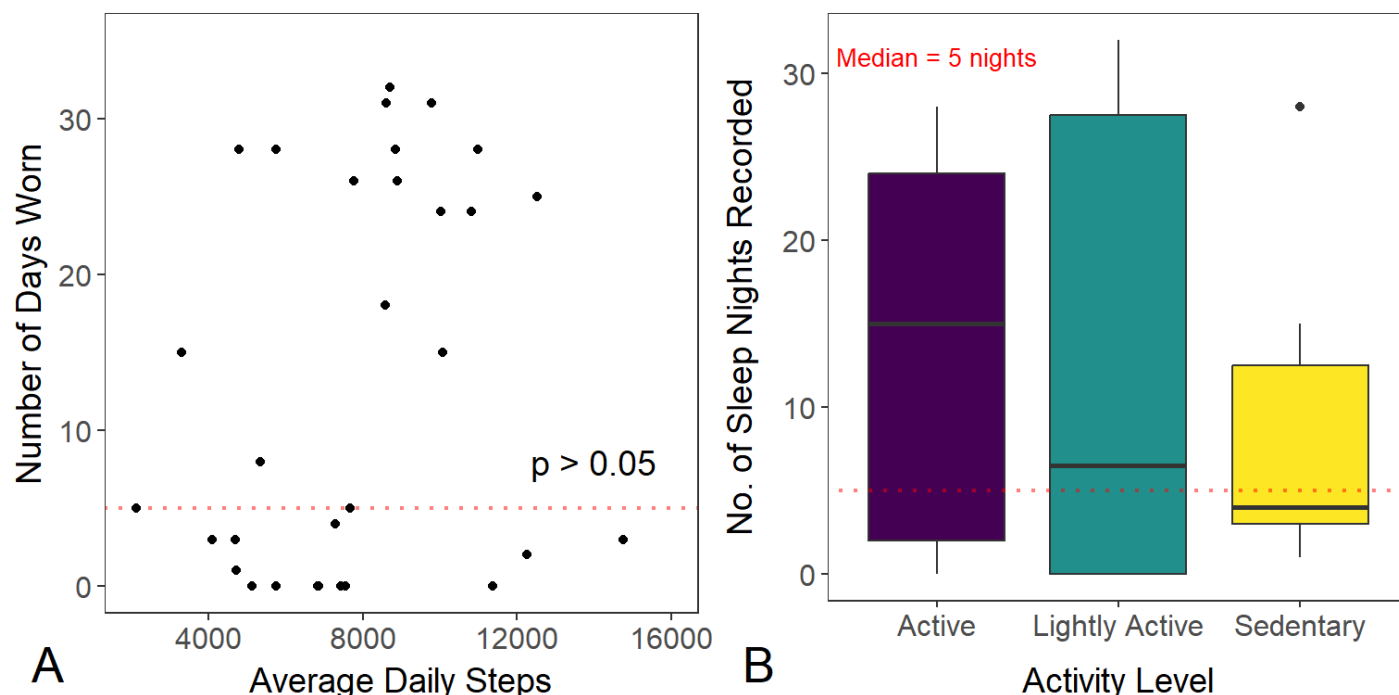 Number of Days Worn
30
20
10
0
p > 0.05
4000 8000 12000 16000
Average Daily Steps
A
No. of Sleep Nights Recorded
Median = 5 nights
30
20
10
0
Active Lightly Active Sedentary
Activity Level
B